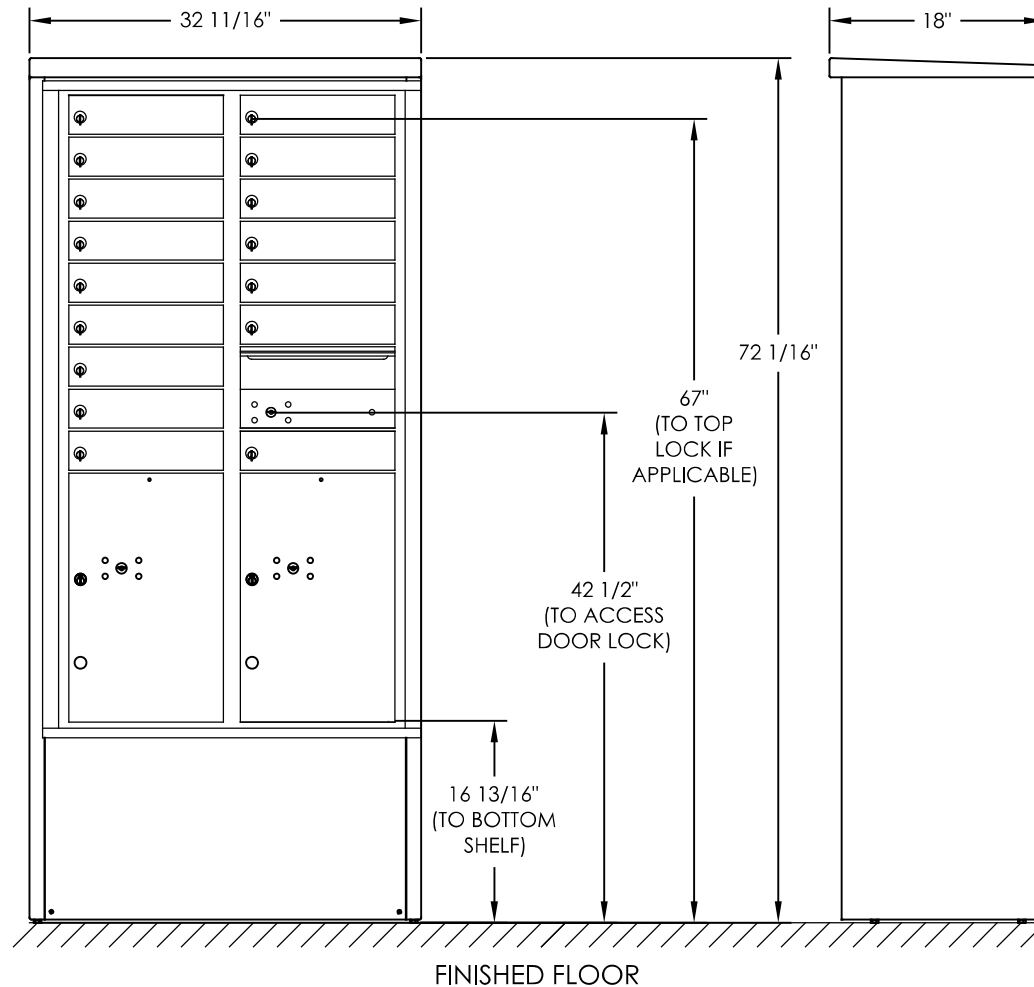 32 11/16"
18"
72 1/16"
67"
(TO TOP
LOCK IF
APPLICABLE)
42 1/2"
(TO ACCESS
DOOR LOCK)
16 13/16"
(TO BOTTOM
SHELF)
FINISHED FLOOR